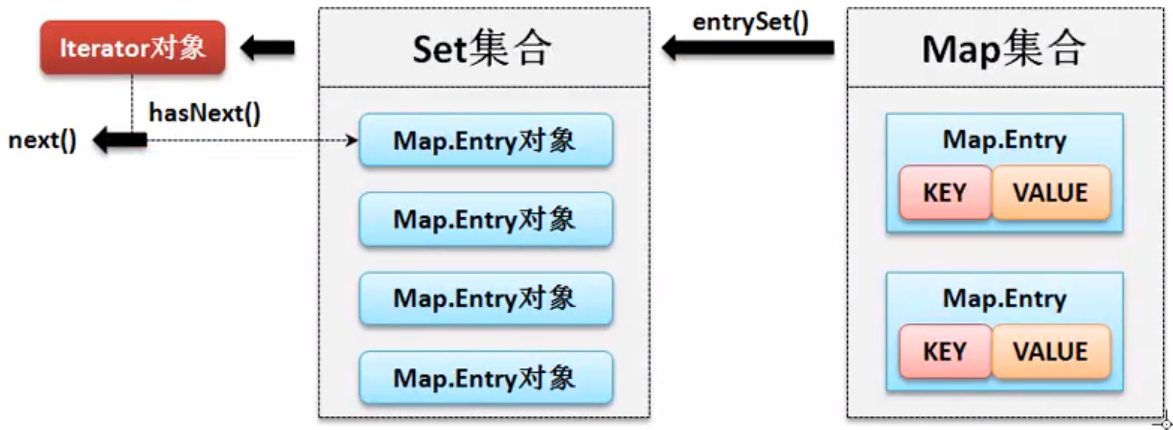 Iterator对象
hasNext()
next()
Set集合
Map.Entry对象
Map.Entry对象
Map.Entry对象
Map.Entry对象
entrySet()
Map集合
Map.Entry
KEY VALUE
Map.Entry
KEY VALUE